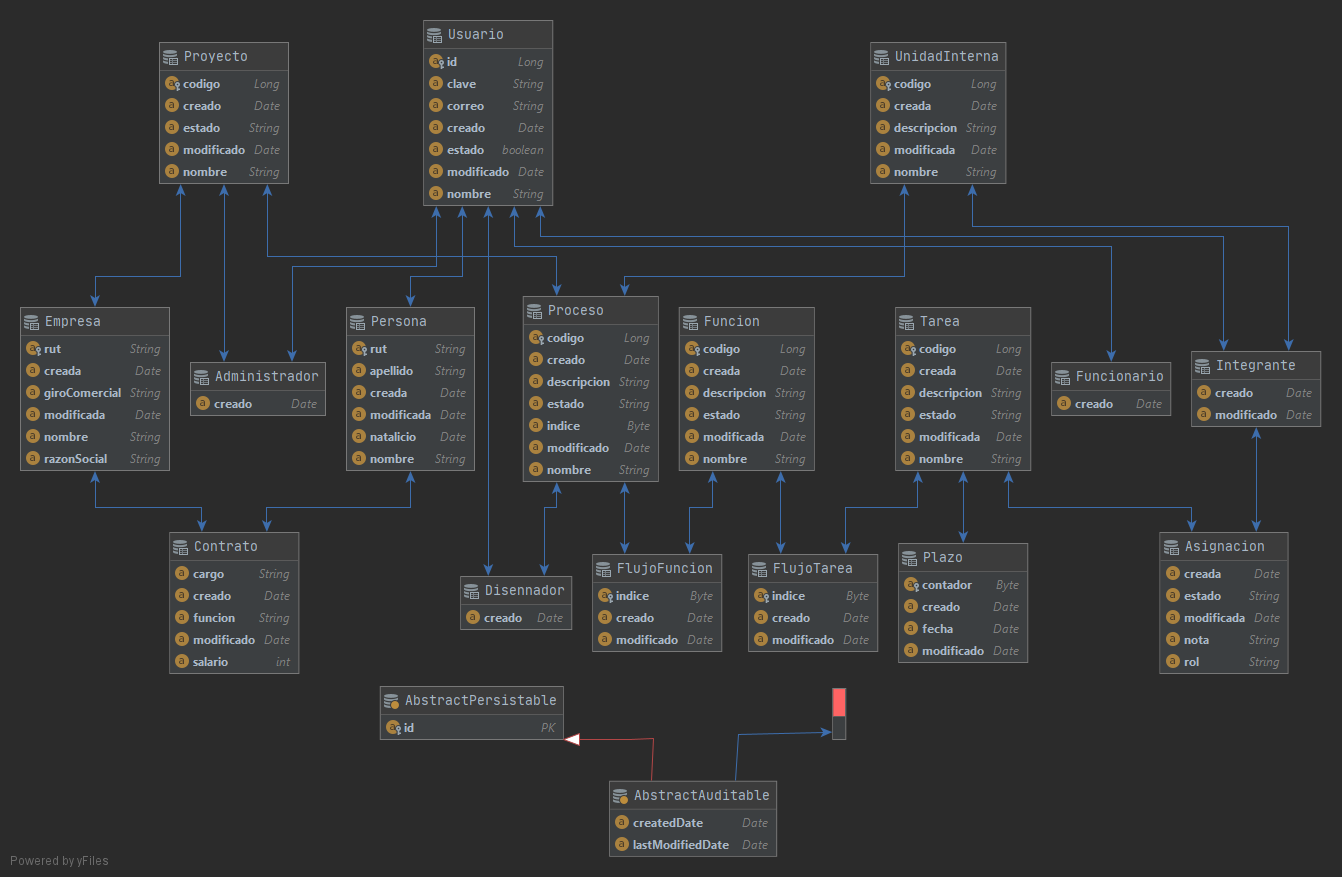 Proyecto
codigo Long
creado Date
estado String
modificado Date
nombre String
Usuario
id Long
clave String
correo String
creado Date
estado boolean
modificado Date
nombre String
UnidadInterna
codigo Long
creada Date
descripcion String
modificada Date
nombre String
Empresa
rut String
creada Date
giroComercial String
modificada Date
nombre String
razonSocial String
Administrador
creado Date
Persona
rut String
apellido String
creada Date
modificada Date
natalicio Date
nombre String
Proceso
codigo Long
creado Date
descripcion String
estado String
indice Byte
modificado Date
nombre String
Funcion
codigo Long
creada Date
descripcion String
estado String
modificada Date
nombre String
Tarea
codigo Long
creada Date
descripcion String
estado String
modificada Date
nombre String
Funcionario
creado Date
Integrante
creado Date
modificado Date
Contrato
cargo String
creado Date
funcion String
modificado Date
salario int
Disennador
creado Date
FlujoFuncion
indice Byte
creado Date
modificado Date
FlujoTarea
indice Byte
creado Date
modificado Date
Plazo
contador Byte
creado Date
fecha Date
modificado Date
Asignacion
creada Date
estado String
modificada Date
nota String
rol String
AbstractPersistable
id PK
AbstractAuditable
createdDate Date
lastModifiedDate Date
Powered by yFiles